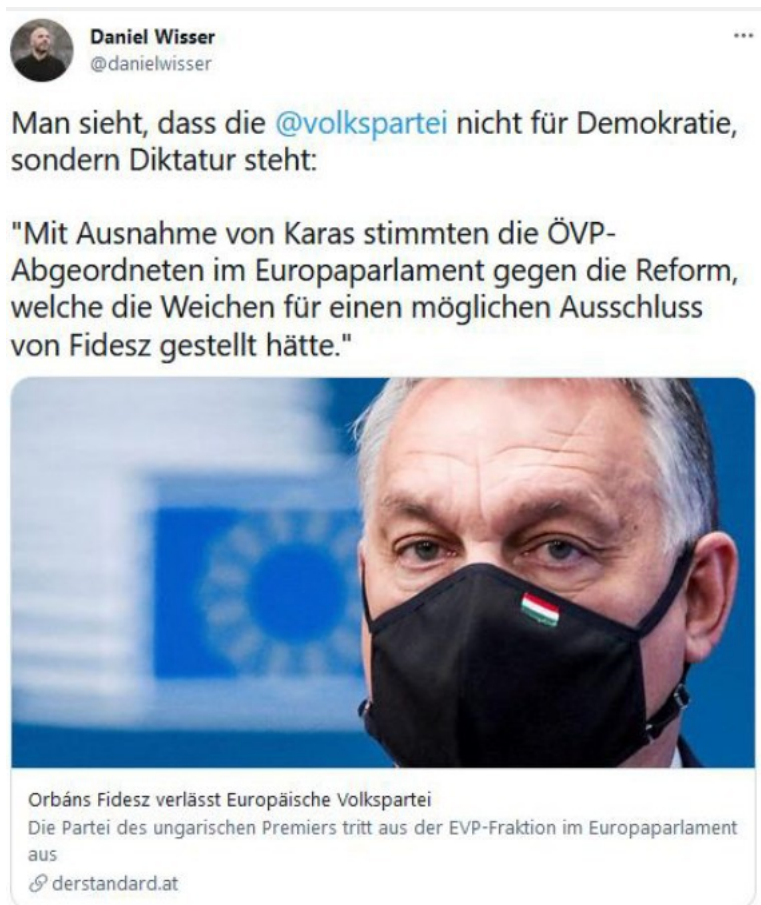 Daniel Wisser
@danielwisser
Man sieht, dass die @volkspartei nicht für Demokratie,
sondern Diktatur steht:
"Mit Ausnahme von Karas stimmten die ÖVP-
Abgeordneten im Europaparlament gegen die Reform,
welche die Weichen für einen möglichen Ausschluss
von Fidesz gestellt hätte."
Orbáns Fidesz verlässt Europäische Volkspartei
Die Partei des ungarischen Premiers tritt aus der EVP-Fraktion im Europaparlament
aus
derstandard.at